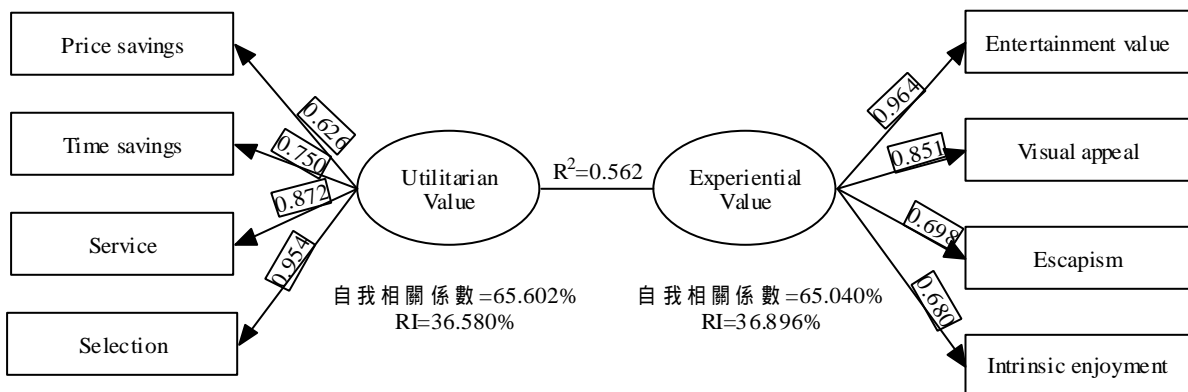 Price savings
Time savings
Service
Selection
0.626
0.750
0.872
0.954
Utilitarian
Value
R²=0.562
Experiential
Value
自我相關係數=65.602%
RI=36.580%
自我相關係數=65.040%
RI=36.896%
0.964
0.851
0.698
0.680
Entertainment value
Visual appeal
Escapism
Intrinsic enjoyment